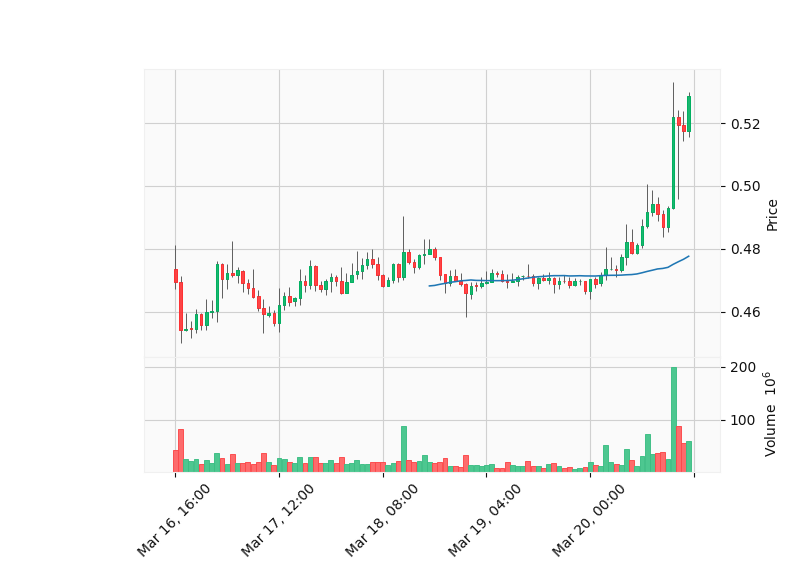 0.52
0.50
0.48
0.46
Price
200
100
Volume 10^6
Mar 16, 16:00
Mar 17, 12:00
Mar 18, 08:00
Mar 19, 04:00
Mar 20, 00:00